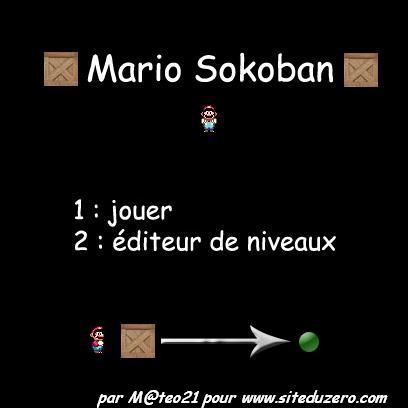 Mario Sokoban
1 : jouer
2 : éditeur de niveaux
par M@teo21 pour www.siteduzero.com